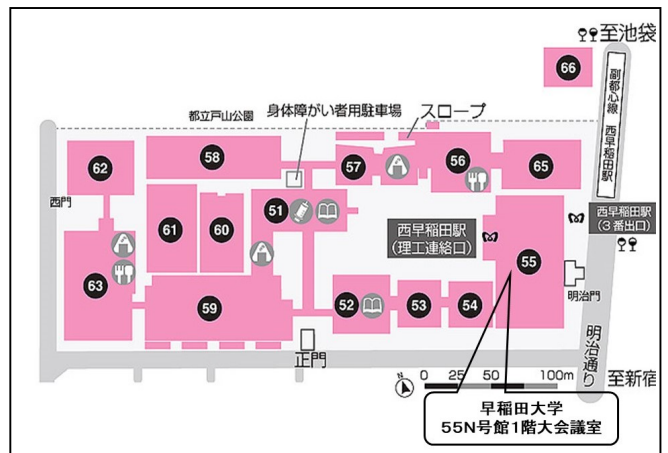 至池袋
66
副都心線 西早稲田駅
都立戸山公園
身体障がい者用駐車場
スロープ
62
58
57
56
65
西門
51
61
60
西早稲田駅
(理工連絡口)
西早稲田駅
(3番出口)
55
63
59
52
53
54
明治門
正門
明治通り
N
0 25 50 100m
至新宿
早稲田大学
55N号館1階大会議室